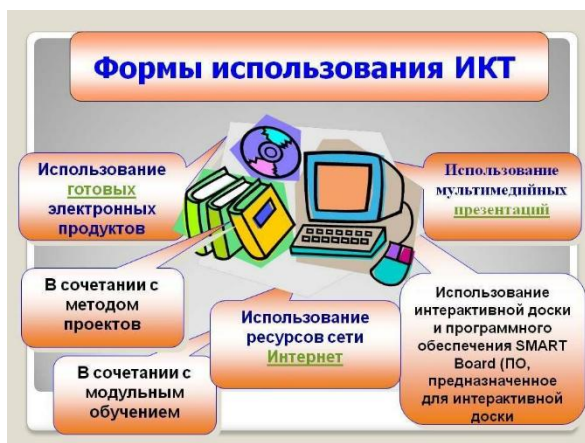 Формы использования ИКТ
Использование
готовых
электронных
продуктов
Использование
мультимедийных
презентаций
В сочетании с
методом
проектов
Использование
ресурсов сети
Интернет
Использование
интерактивной доски
и программного
обеспечения SMART
Board (ПО,
предназначенное
для интерактивной
доски
В сочетании с
модульным
обучением